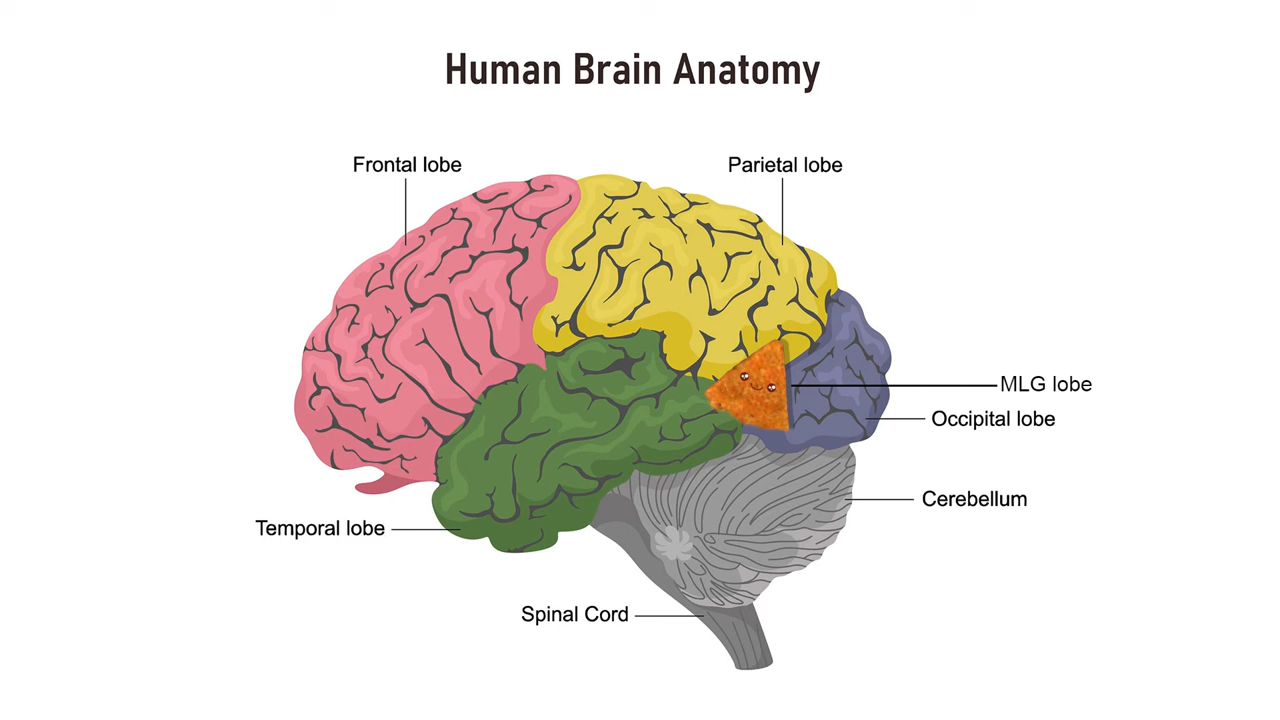 Human Brain Anatomy
Frontal lobe
Parietal lobe
MLG lobe
Occipital lobe
Cerebellum
Temporal lobe
Spinal Cord